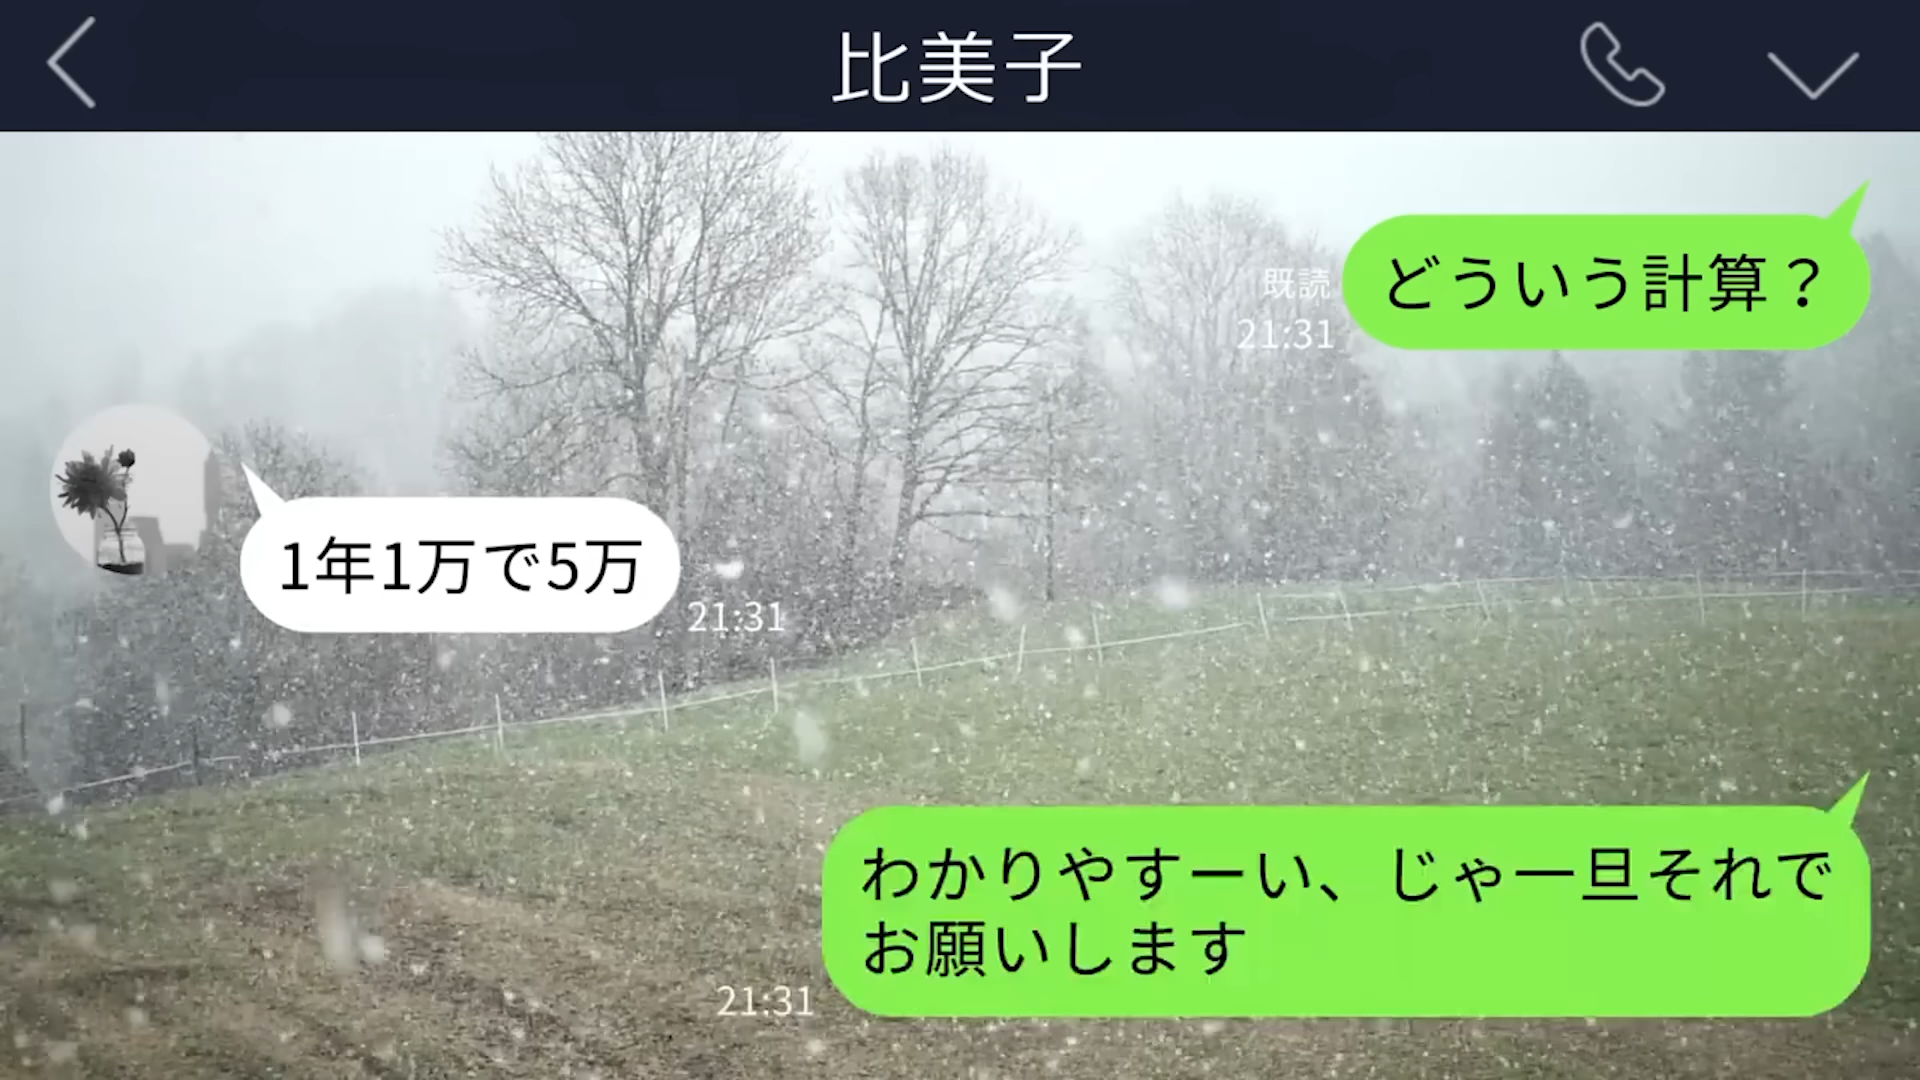 比美子
どういう計算？
既読
21:31
1年1万で5万
21:31
わかりやすーい、じゃ一旦それで
お願いします
21:31